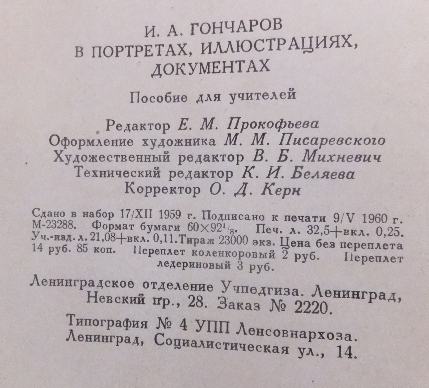 И. А. ГОНЧАРОВ
В ПОРТРЕТАХ, ИЛЛЮСТРАЦИЯХ,
ДОКУМЕНТАХ
Пособие для учителей
Редактор Е. М. Прокофьева
Оформление художника М. М. Писаревского
Художественный редактор В. Б. Михневич
Технический редактор К. И. Беляева
Корректор О. Д. Керн
Сдано в набор 17/XII 1959 г. Подписано к печати 9/V 1960 г.
М-23288. Формат бумаги 60×92 1/8. Печ. л. 32,5+вкл. 0,25.
Уч.-изд. л. 21,08+вкл. 0,11. Тираж 23000 экз. Цена без переплета
14 руб. 85 коп. Переплет коленкоровый 2 руб. Переплет
ледериновый 3 руб.
Ленинградское отделение Учпедгиза. Ленинград,
Невский пр., 28. Заказ № 2220.
Типография № 4 УПП Ленсовнархоза.
Ленинград, Социалистическая ул., 14.